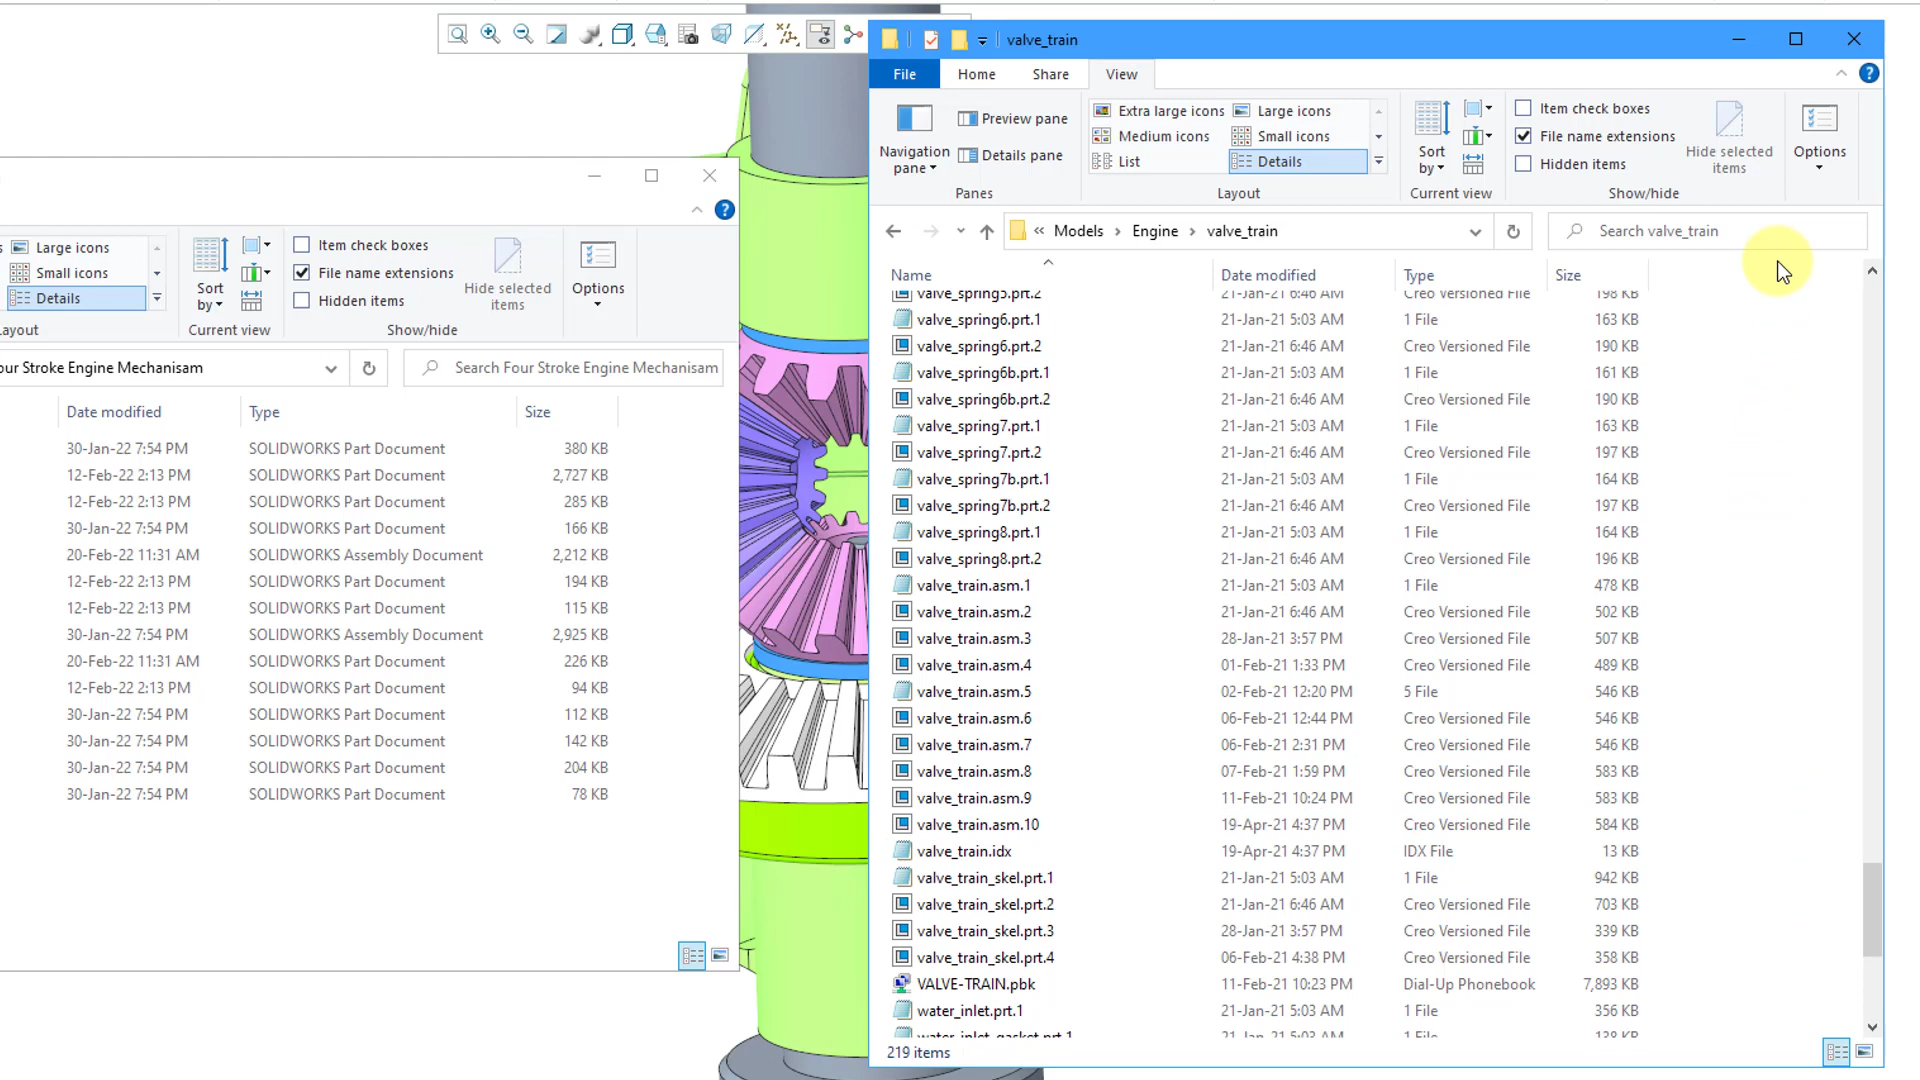 valve_train
File Home Share View
Navigation pane
Preview pane
Details pane
Panes
Extra large icons Large icons
Medium icons Small icons
List Details
Layout
Sort by
Current view
Item check boxes
File name extensions
Hidden items
Hide selected items
Show/hide
Options
« Models › Engine › valve_train
Search valve_train
Name Date modified Type Size
valve_spring5.prt.2 21-Jan-21 6:46 AM Creo Versioned File 198 KB
valve_spring6.prt.1 21-Jan-21 5:03 AM 1 File 163 KB
valve_spring6.prt.2 21-Jan-21 6:46 AM Creo Versioned File 190 KB
valve_spring6b.prt.1 21-Jan-21 5:03 AM 1 File 161 KB
valve_spring6b.prt.2 21-Jan-21 6:46 AM Creo Versioned File 190 KB
valve_spring7.prt.1 21-Jan-21 5:03 AM 1 File 163 KB
valve_spring7.prt.2 21-Jan-21 6:46 AM Creo Versioned File 197 KB
valve_spring7b.prt.1 21-Jan-21 5:03 AM 1 File 164 KB
valve_spring7b.prt.2 21-Jan-21 6:46 AM Creo Versioned File 197 KB
valve_spring8.prt.1 21-Jan-21 5:03 AM 1 File 164 KB
valve_spring8.prt.2 21-Jan-21 6:46 AM Creo Versioned File 196 KB
valve_train.asm.1 21-Jan-21 5:03 AM 1 File 478 KB
valve_train.asm.2 21-Jan-21 6:46 AM Creo Versioned File 502 KB
valve_train.asm.3 28-Jan-21 3:57 PM Creo Versioned File 507 KB
valve_train.asm.4 01-Feb-21 1:33 PM Creo Versioned File 489 KB
valve_train.asm.5 02-Feb-21 12:20 PM 5 File 546 KB
valve_train.asm.6 06-Feb-21 12:44 PM Creo Versioned File 546 KB
valve_train.asm.7 06-Feb-21 2:31 PM Creo Versioned File 546 KB
valve_train.asm.8 07-Feb-21 1:59 PM Creo Versioned File 583 KB
valve_train.asm.9 11-Feb-21 10:24 PM Creo Versioned File 583 KB
valve_train.asm.10 19-Apr-21 4:37 PM Creo Versioned File 584 KB
valve_train.idx 19-Apr-21 4:37 PM IDX File 13 KB
valve_train_skel.prt.1 21-Jan-21 5:03 AM 1 File 942 KB
valve_train_skel.prt.2 21-Jan-21 6:46 AM Creo Versioned File 703 KB
valve_train_skel.prt.3 28-Jan-21 3:57 PM Creo Versioned File 339 KB
valve_train_skel.prt.4 06-Feb-21 4:38 PM Creo Versioned File 358 KB
VALVE-TRAIN.pbk 11-Feb-21 10:23 PM Dial-Up Phonebook 7,893 KB
water_inlet.prt.1 21-Jan-21 5:03 AM 1 File 356 KB
water_inlet_gasket.prt.1 21-Jan-21 5:03 AM 1 File 138 KB
219 items
s Large icons
Small icons
Details
ayout
Sort by
Current view
Item check boxes
File name extensions
Hidden items
Hide selected items
Show/hide
Options
our Stroke Engine Mechanisam
Search Four Stroke Engine Mechanisam
Date modified Type Size
30-Jan-22 7:54 PM SOLIDWORKS Part Document 380 KB
12-Feb-22 2:13 PM SOLIDWORKS Part Document 2,727 KB
12-Feb-22 2:13 PM SOLIDWORKS Part Document 285 KB
30-Jan-22 7:54 PM SOLIDWORKS Part Document 166 KB
20-Feb-22 11:31 AM SOLIDWORKS Assembly Document 2,212 KB
12-Feb-22 2:13 PM SOLIDWORKS Part Document 194 KB
12-Feb-22 2:13 PM SOLIDWORKS Part Document 115 KB
30-Jan-22 7:54 PM SOLIDWORKS Assembly Document 2,925 KB
20-Feb-22 11:31 AM SOLIDWORKS Part Document 226 KB
12-Feb-22 2:13 PM SOLIDWORKS Part Document 94 KB
30-Jan-22 7:54 PM SOLIDWORKS Part Document 112 KB
30-Jan-22 7:54 PM SOLIDWORKS Part Document 142 KB
30-Jan-22 7:54 PM SOLIDWORKS Part Document 204 KB
30-Jan-22 7:54 PM SOLIDWORKS Part Document 78 KB